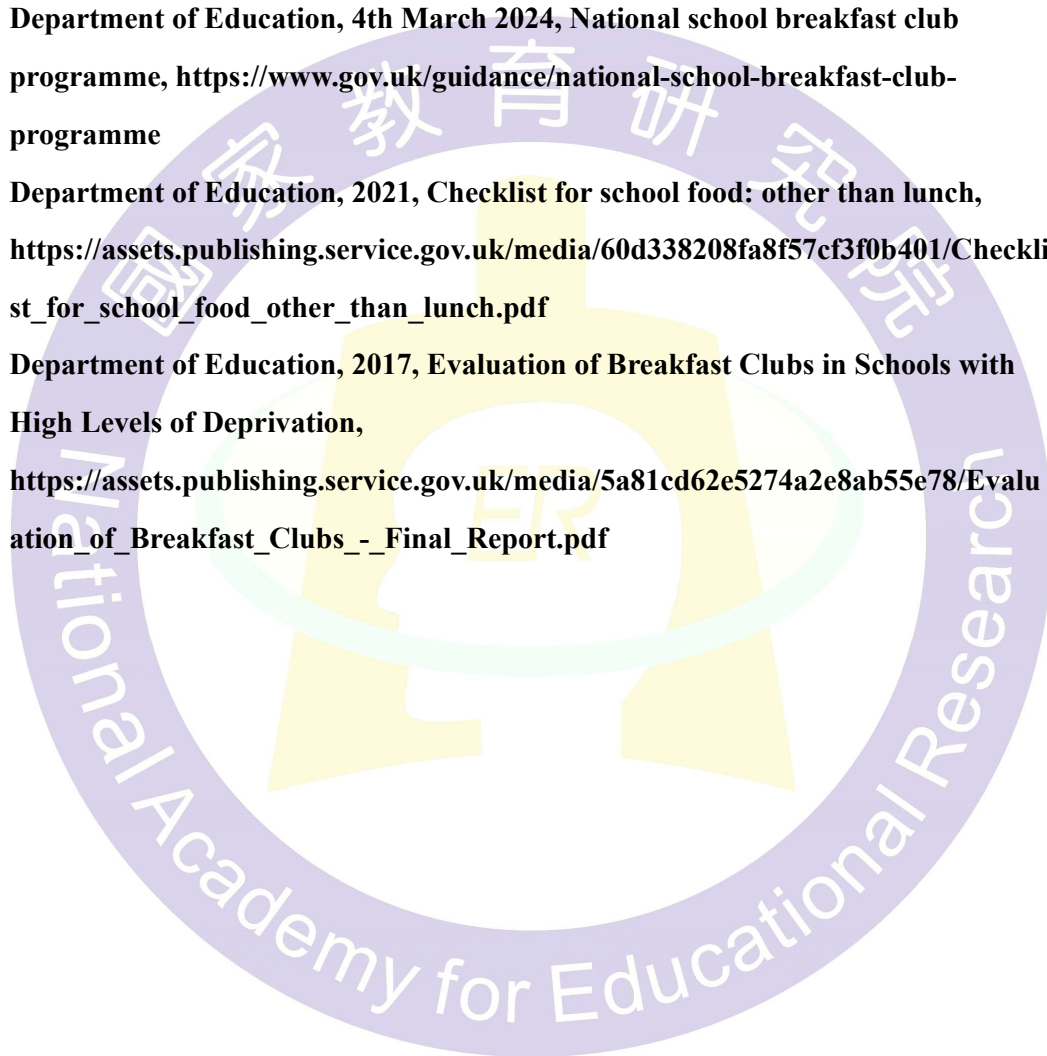 Department of Education, 4th March 2024, National school breakfast club
programme, https://www.gov.uk/guidance/national-school-breakfast-club-
programme
Department of Education, 2021, Checklist for school food: other than lunch,
https://assets.publishing.service.gov.uk/media/60d338208fa8f57cf3f0b401/Checkli
st_for_school_food_other_than_lunch.pdf
Department of Education, 2017, Evaluation of Breakfast Clubs in Schools with
High Levels of Deprivation,
https://assets.publishing.service.gov.uk/media/5a81cd62e5274a2e8ab55e78/Evalu
ation_of_Breakfast_Clubs_-_Final_Report.pdf
國家教育研究院
ER
National Academy for Educational Research